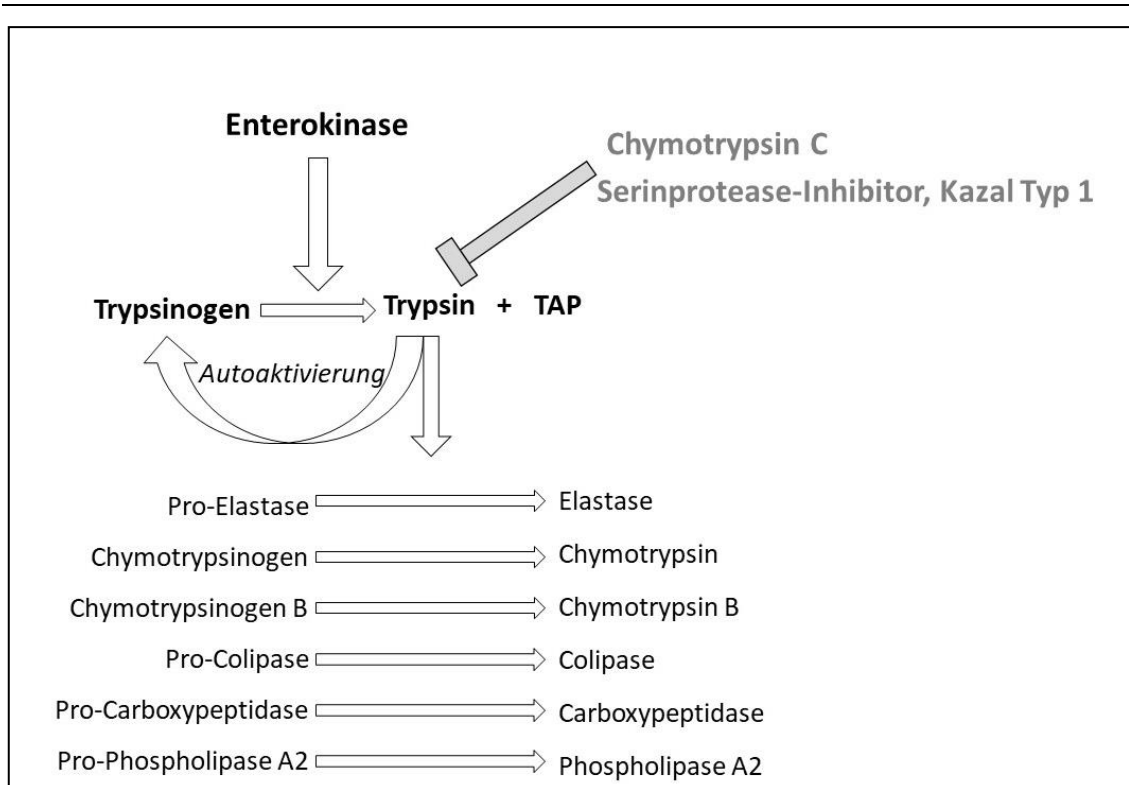 Enterokinase
Chymotrypsin C
Serinprotease-Inhibitor, Kazal Typ 1
Trypsinogen Trypsin + TAP
Autoaktivierung
Pro-Elastase Elastase
Chymotrypsinogen Chymotrypsin
Chymotrypsinogen B Chymotrypsin B
Pro-Colipase Colipase
Pro-Carboxypeptidase Carboxypeptidase
Pro-Phospholipase A2 Phospholipase A2